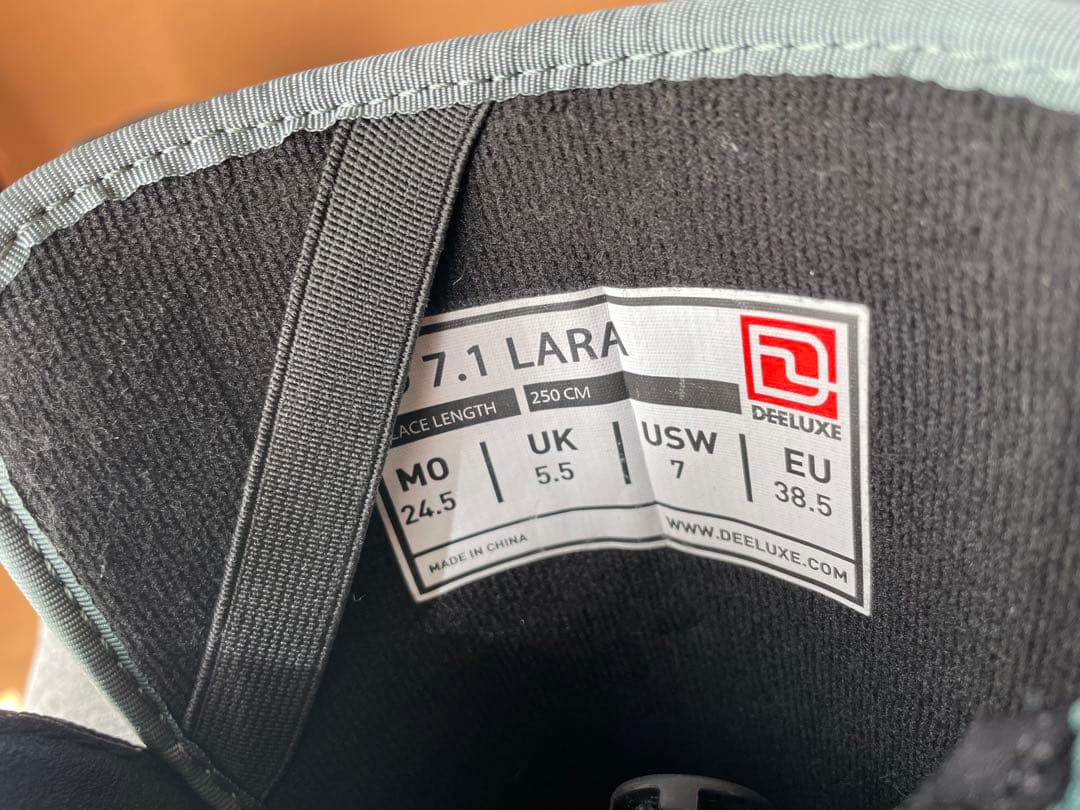 7.1 LARA
DEELUXE
LACE LENGTH 250 CM
MO UK USW EU
24.5 5.5 7 38.5
MADE IN CHINA WWW.DEELUXE.COM